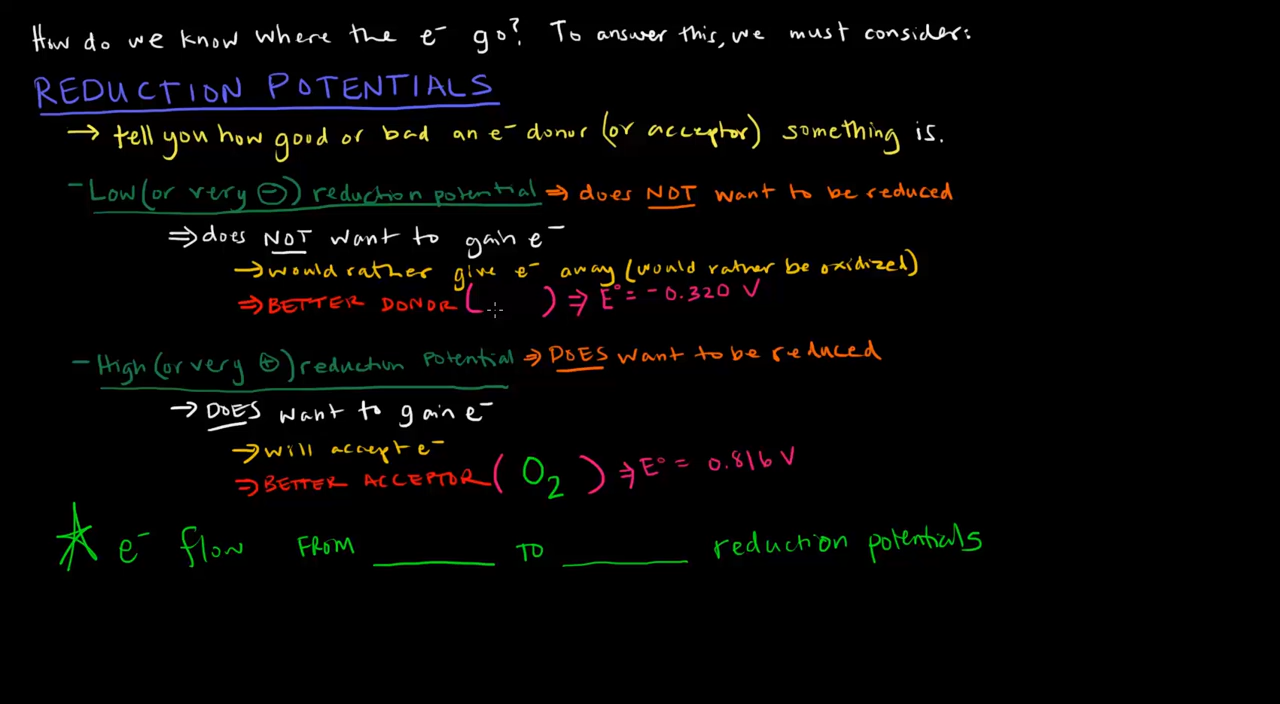 How do we know where the e⁻ go? To answer this, we must consider:
REDUCTION POTENTIALS
→ tell you how good or bad an e⁻ donor (or acceptor) something is.
- Low (or very ⊖) reduction potential ⇒ does NOT want to be reduced
⇒ does NOT want to gain e⁻
→ would rather give e⁻ away (would rather be oxidized)
⇒ BETTER DONOR ( ) ⇒ E° = -0.320 V
- High (or very ⊕) reduction potential ⇒ DOES want to be reduced
→ DOES want to gain e⁻
→ will accept e⁻
⇒ BETTER ACCEPTOR ( O₂ ) ⇒ E° = 0.816 V
☆ e⁻ flow FROM ______ TO ______ reduction potentials